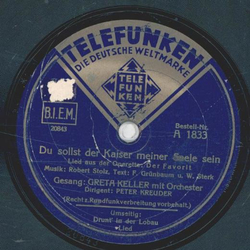 TELEFUNKEN
DIE DEUTSCHE WELTMARKE
TELE
FUN
KEN
B.I.E.M.
20843
Bestell-Nr.
A 1833
Du sollst der Kaiser meiner Seele sein
Lied aus der Operette: Der Favorit
Musik: Robert Stolz, Text: F. Grünbaum u. W. Sterk
Gesang: GRETA KELLER mit Orchester
Dirigent: PETER KREUDER
(Rechte z. Rundfunkverbreitung vorbehalt.)
Umseitig:
Drunt in der Lobau
Lied